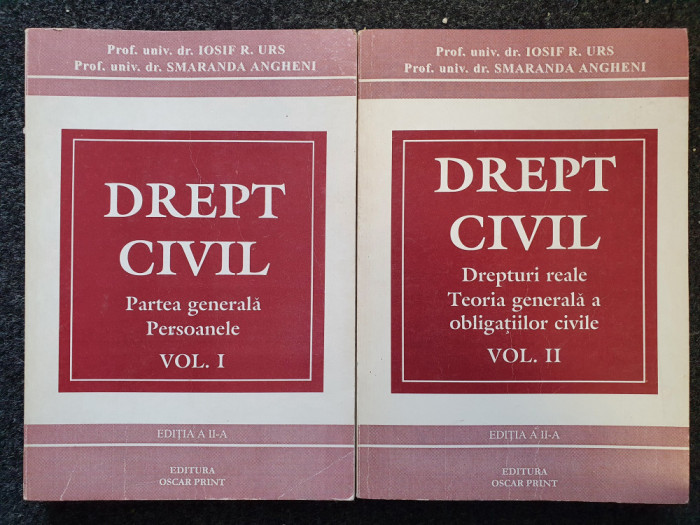 Prof. univ. dr. IOSIF R. URS
Prof. univ. dr. SMARANDA ANGHENI
DREPT
CIVIL
Partea generală
Persoanele
VOL. I
EDIȚIA A II-A
EDITURA
OSCAR PRINT
Prof. univ. dr. IOSIF R. URS
Prof. univ. dr. SMARANDA ANGHENI
DREPT
CIVIL
Drepturi reale
Teoria generală a
obligațiilor civile
VOL. II
EDIȚIA A II-A
EDITURA
OSCAR PRINT